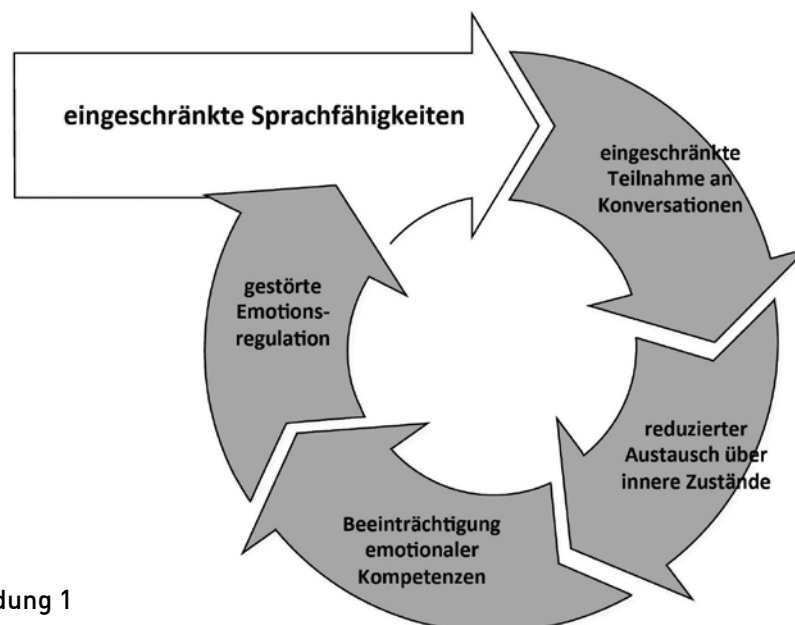 eingeschränkte Sprachfähigkeiten
eingeschränkte
Teilnahme an
Konversationen
reduzierter
Austausch über
innere Zustände
Beeinträchtigung
emotionaler
Kompetenzen
gestörte
Emotions-
regulation
dung 1